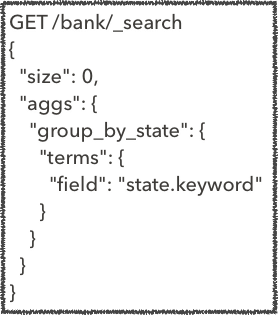 GET /bank/_search
{
  "size": 0,
  "aggs": {
    "group_by_state": {
      "terms": {
        "field": "state.keyword"
      }
    }
  }
}